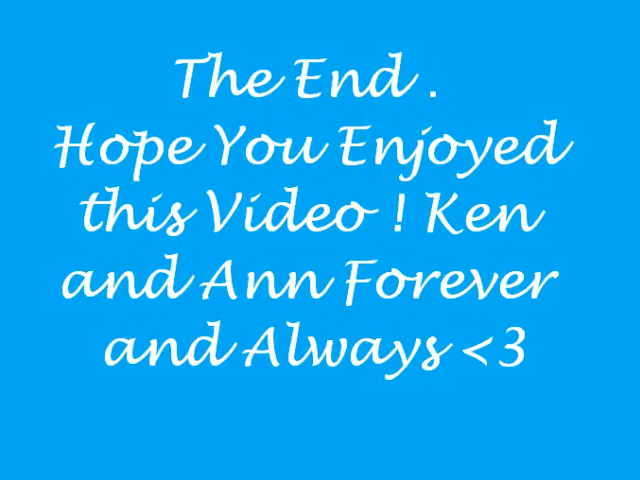 The End .
Hope You Enjoyed
this Video ! Ken
and Ann Forever
and Always <3